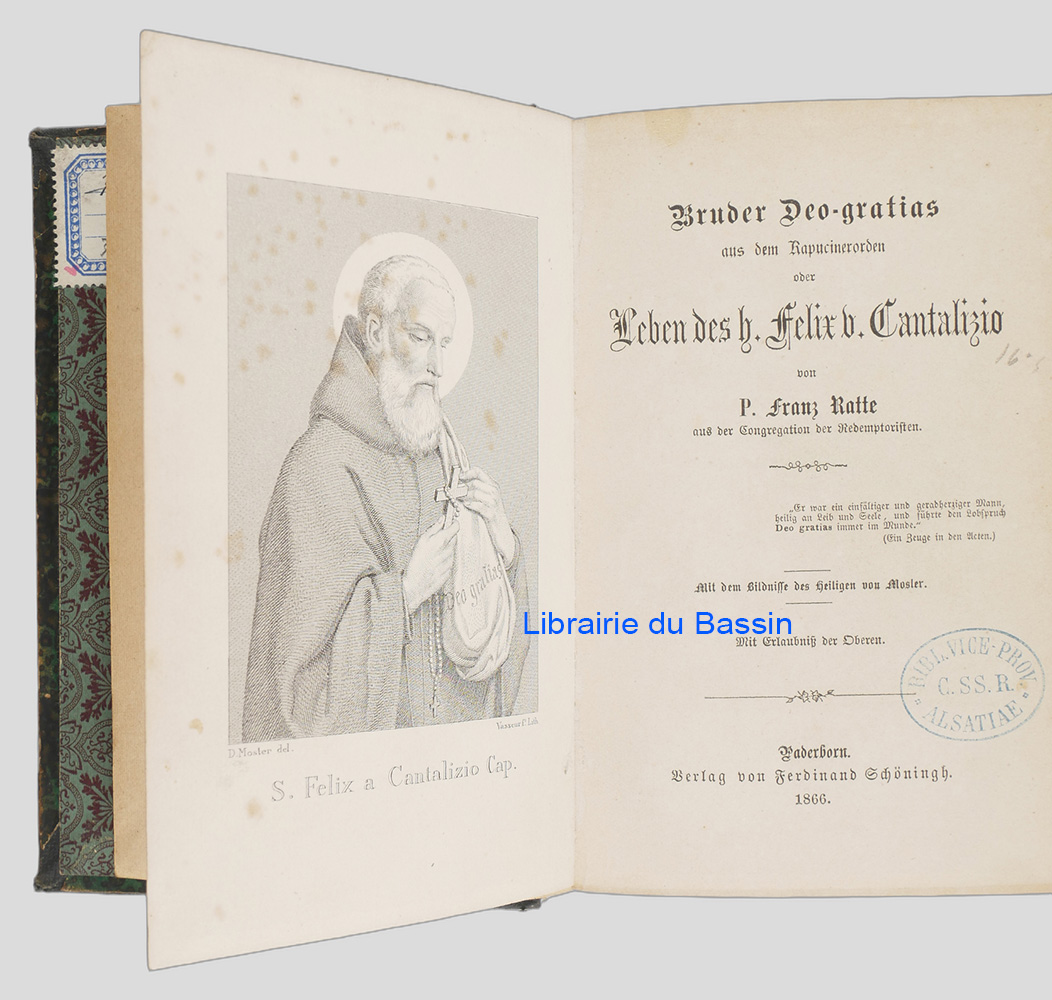 D. Mosler del.
Vasseur fr. Lith.
S. Felix a Cantalizio Cap.
Deo gratias
Bruder Deo-gratias
aus dem Kapucinerorden
oder
Leben des h. Felix v. Cantalizio
von
P. Franz Ratte
aus der Congregation der Redemptoristen.
„Er war ein einfältiger und geradherziger Mann,
heilig an Leib und Seele, und führte den Lobspruch
Deo gratias immer im Munde.“
(Ein Zeuge in den Acten.)
Mit dem Bildnisse des Heiligen von Mosler.
Librairie du Bassin
Mit Erlaubniß der Oberen.
BIBL. VICE-PROV.
C. SS. R.
ALSATIAE
Paderborn.
Verlag von Ferdinand Schöningh.
1866.